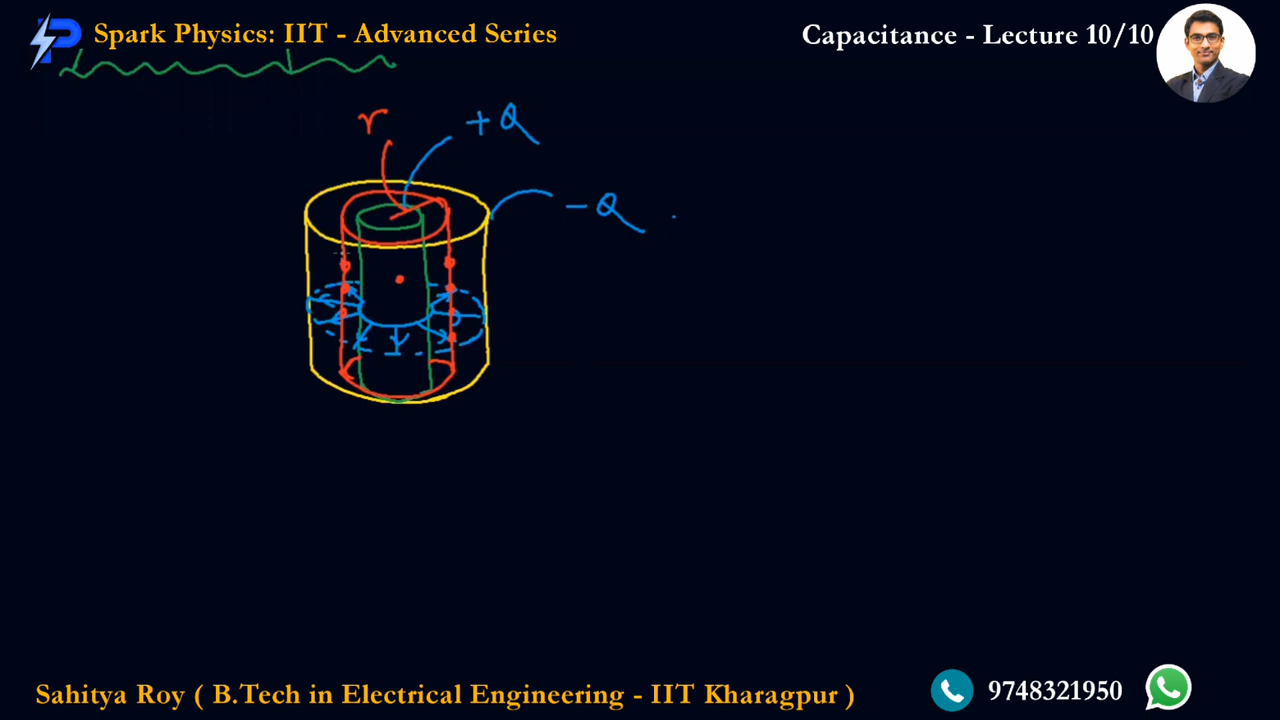 Spark Physics: IIT - Advanced Series
Capacitance - Lecture 10/10
r
+Q
-Q
Sahitya Roy ( B.Tech in Electrical Engineering - IIT Kharagpur )
9748321950